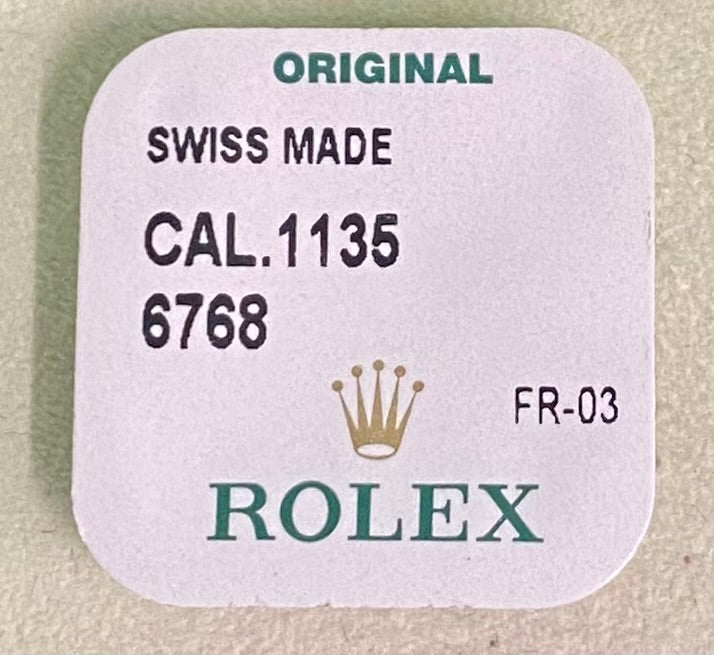 ORIGINAL
SWISS MADE
CAL.1135
6768
FR-03
ROLEX